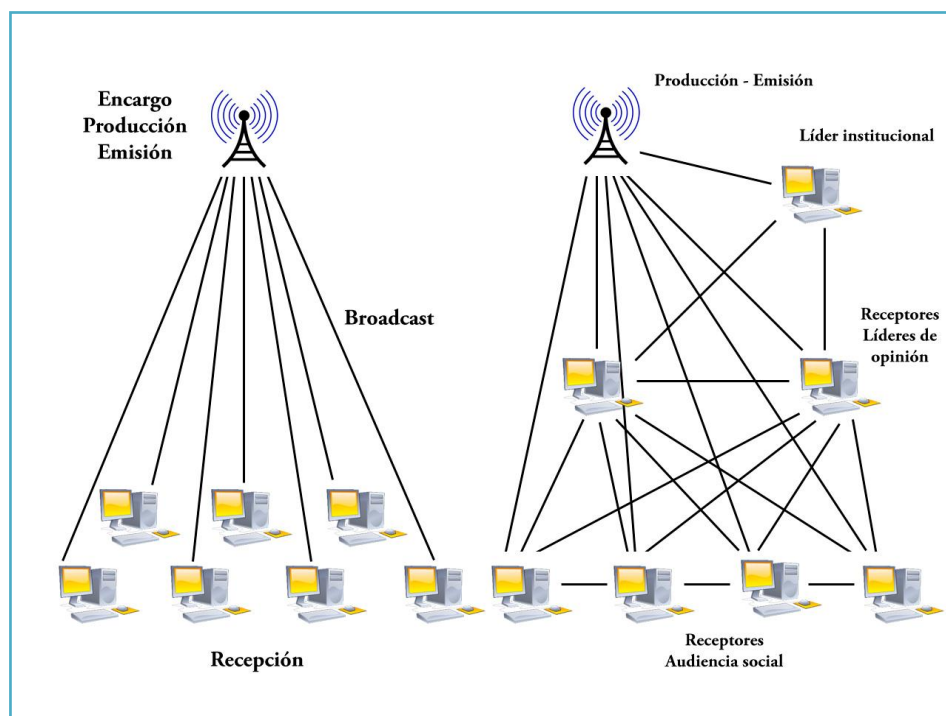 Encargo
Producción
Emisión
Broadcast
Recepción
Producción - Emisión
Líder institucional
Receptores
Líderes de
opinión
Receptores
Audiencia social